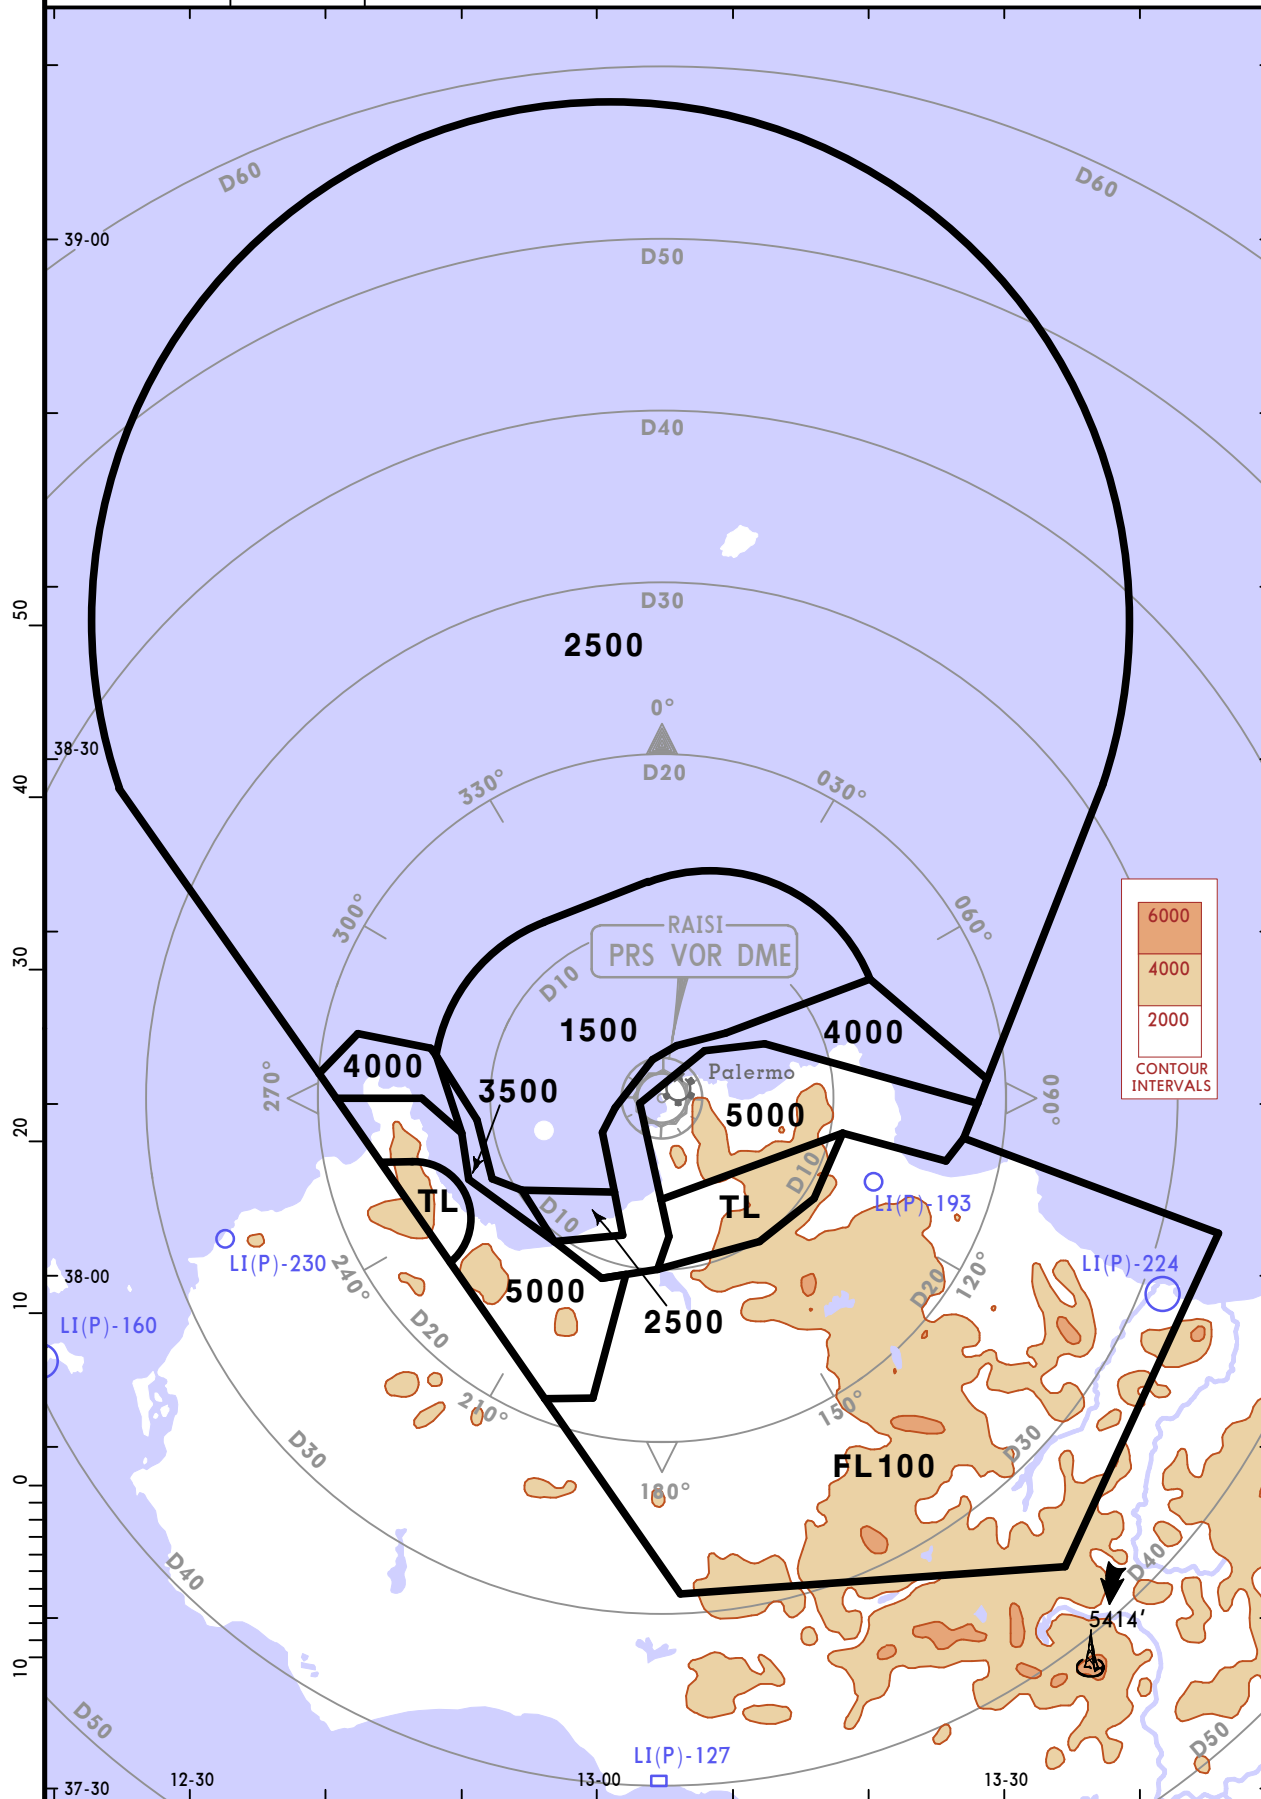 D60
D60
39-00
D50
D40
D30
50
2500
0°
38-30
D20
40
330°
030°
6000
4000
2000
CONTOUR
INTERVALS
300°
RAISI
PRS VOR DME
060°
30
D10
1500
4000
4000
3500
Palermo
270°
090°
5000
20
D10
TL
D10
TL
LI(P)-193
LI(P)-230
LI(P)-224
240°
120°
38-00
5000
D20
10
LI(P)-160
D20
2500
210°
150°
D30
D30
FL100
0
180°
D40
D40
5414'
10
D50
D50
LI(P)-127
37-30
12-30
13-00
13-30